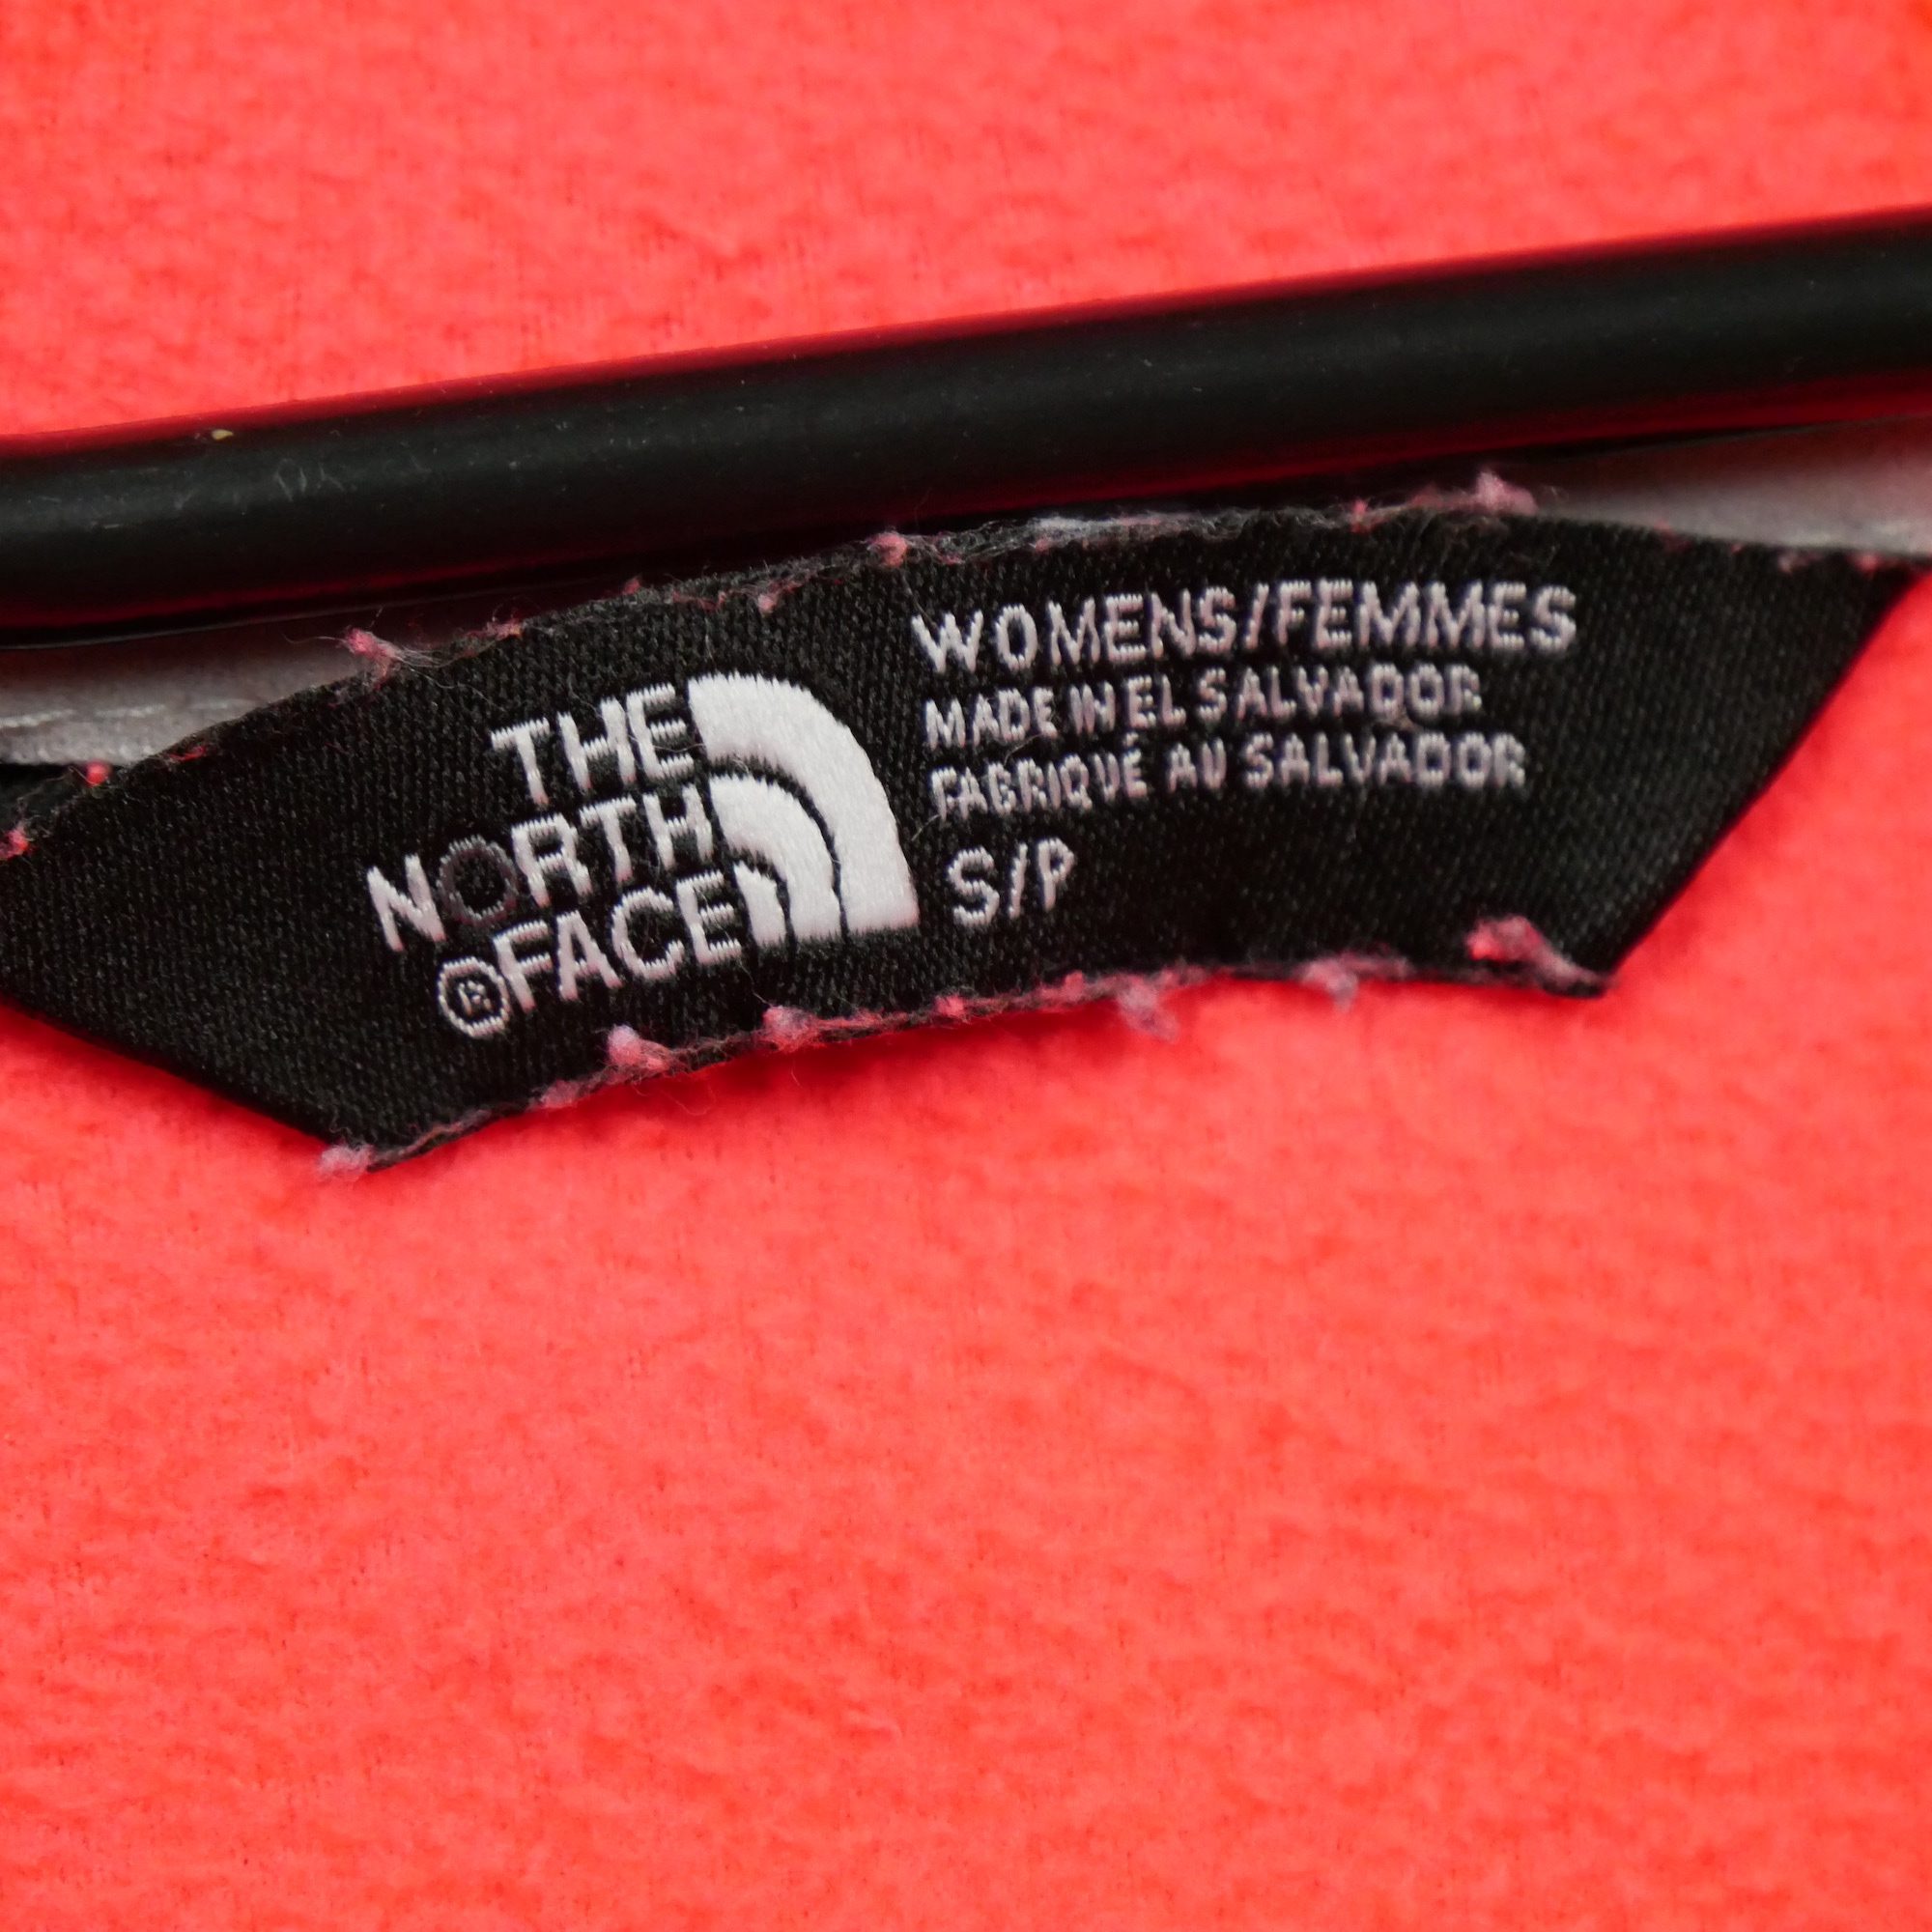 THE
NORTH
®FACE
WOMENS/FEMMES
MADE IN EL SALVADOR
FABRIQUÉ AU SALVADOR
S/P